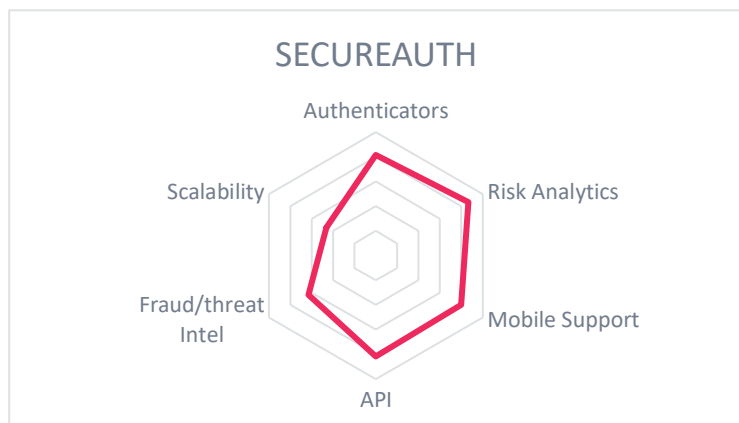 SECUREAUTH
Authenticators
Scalability
Risk Analytics
Fraud/threat
Intel
Mobile Support
API